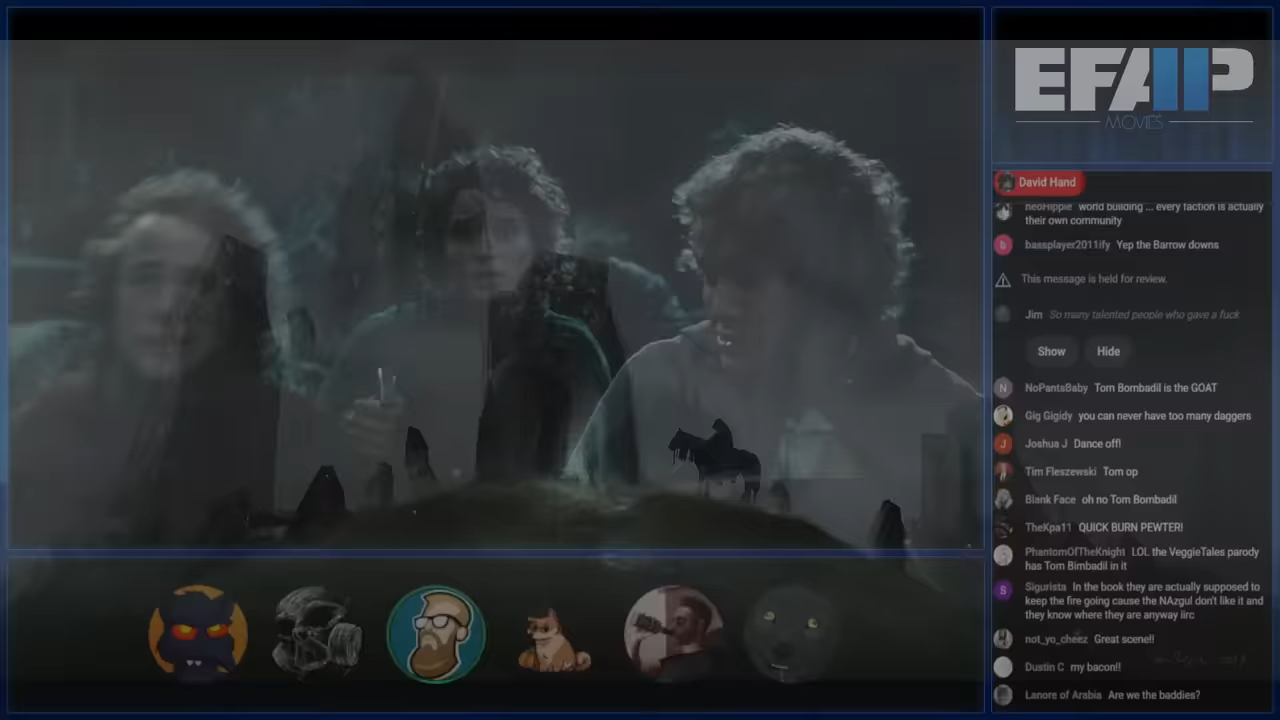 EFAP
MOVIES
David Hand
neoHippie world building ... every faction is actually
their own community
b bassplayer2011ify Yep the Barrow downs
This message is held for review.
Jim So many talented people who gave a fuck
Show Hide
N NoPantsBaby Tom Bombadil is the GOAT
Gig Gigidy you can never have too many daggers
J Joshua J Dance off!
Tim Fleszewski Tom op
Blank Face oh no Tom Bombadil
TheKpa11 QUICK BURN PEWTER!
PhantomOfTheKnight LOL the VeggieTales parody
has Tom Bimbadil in it
S Sigurista In the book they are actually supposed to
keep the fire going cause the NAzgul don't like it and
they know where they are anyway iirc
not_yo_cheez Great scene!!
Dustin C my bacon!!
Lanore of Arabia Are we the baddies?